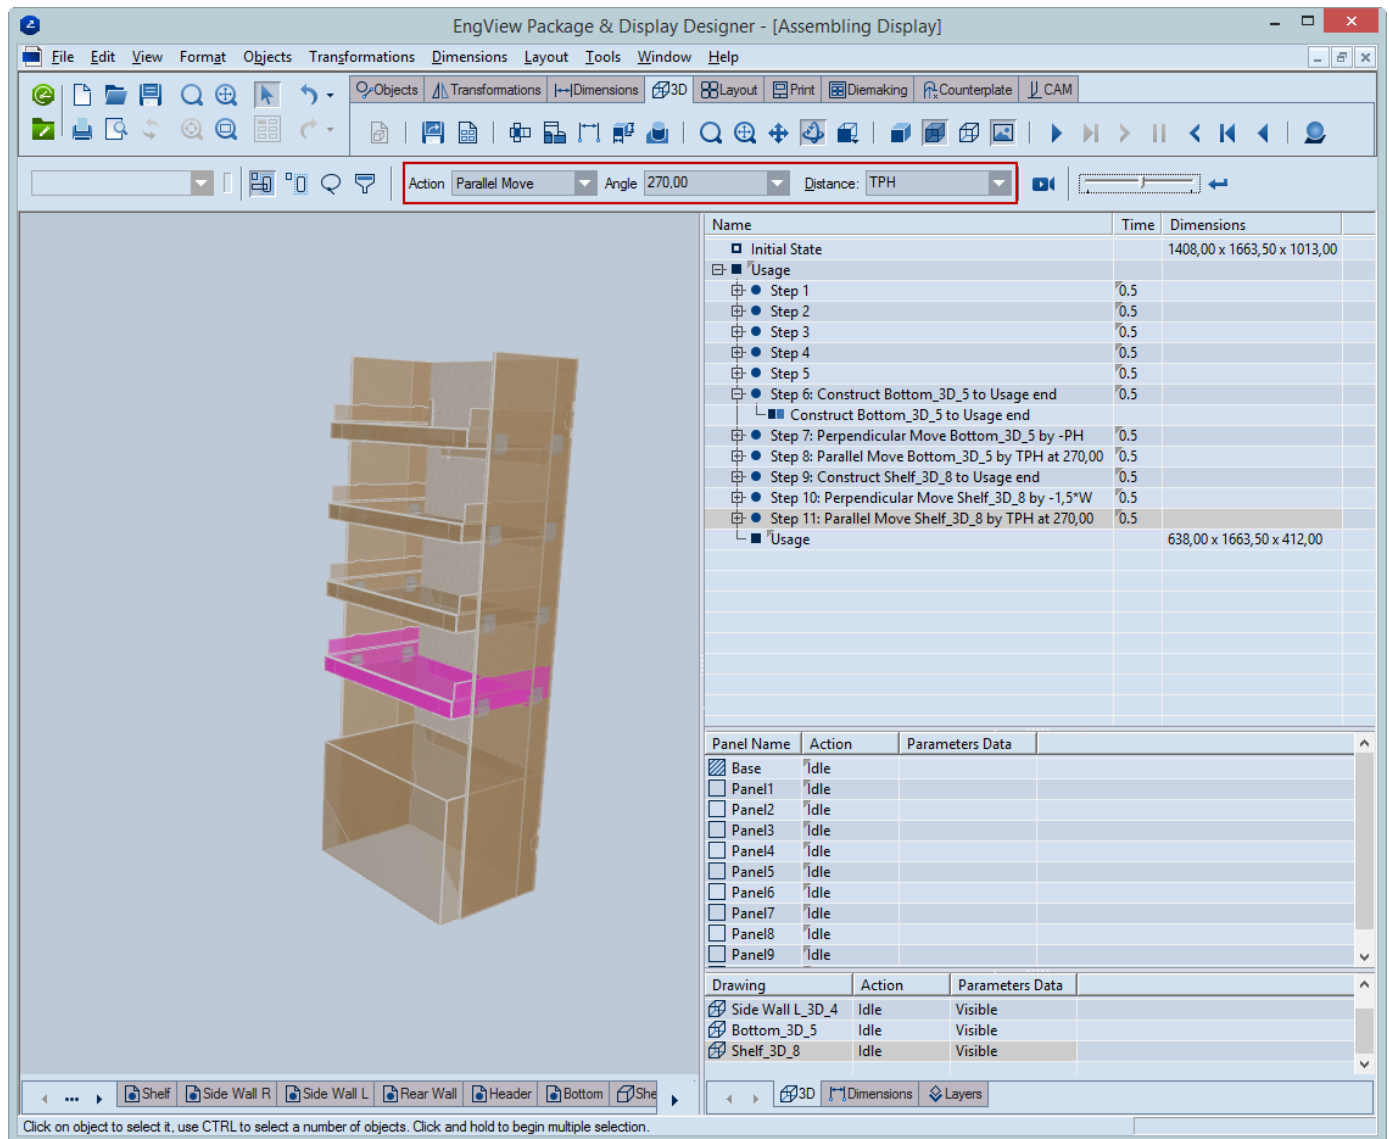 EngView Package & Display Designer - [Assembling Display]
File Edit View Format Objects Transformations Dimensions Layout Tools Window Help
Objects Transformations Dimensions 3D Layout Print Diemaking Counterplate CAM
Action Parallel Move Angle 270,00 Distance: TPH
Name Time Dimensions
Initial State 1408,00 x 1663,50 x 1013,00
Usage
Step 1 0.5
Step 2 0.5
Step 3 0.5
Step 4 0.5
Step 5 0.5
Step 6: Construct Bottom_3D_5 to Usage end 0.5
Construct Bottom_3D_5 to Usage end
Step 7: Perpendicular Move Bottom_3D_5 by -PH 0.5
Step 8: Parallel Move Bottom_3D_5 by TPH at 270,00 0.5
Step 9: Construct Shelf_3D_8 to Usage end 0.5
Step 10: Perpendicular Move Shelf_3D_8 by -1,5*W 0.5
Step 11: Parallel Move Shelf_3D_8 by TPH at 270,00 0.5
Usage 638,00 x 1663,50 x 412,00
Panel Name Action Parameters Data
Base Idle
Panel1 Idle
Panel2 Idle
Panel3 Idle
Panel4 Idle
Panel5 Idle
Panel6 Idle
Panel7 Idle
Panel8 Idle
Panel9 Idle
Drawing Action Parameters Data
Side Wall L_3D_4 Idle Visible
Bottom_3D_5 Idle Visible
Shelf_3D_8 Idle Visible
Shelf Side Wall R Side Wall L Rear Wall Header Bottom She
3D Dimensions Layers
Click on object to select it, use CTRL to select a number of objects. Click and hold to begin multiple selection.